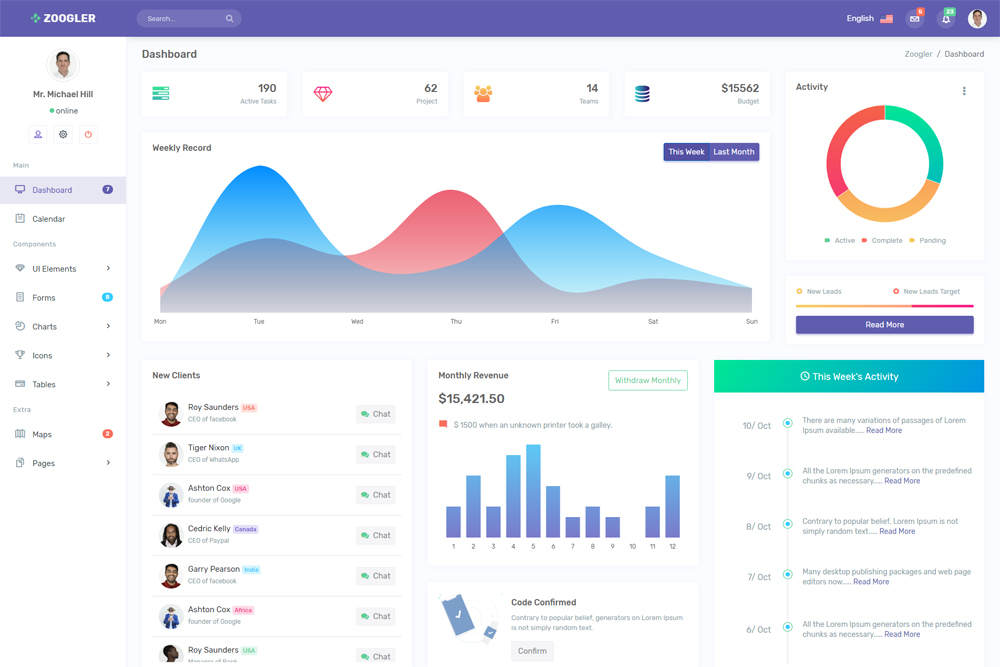 ZOOGLER
Search...
English
5
23
Mr. Michael Hill
online
Main
Dashboard 7
Calendar
Components
UI Elements
Forms 8
Charts
Icons
Tables
Extra
Maps 2
Pages
Dashboard
Zoogler / Dashboard
190
Active Tasks
62
Project
14
Teams
$15562
Budget
Weekly Record
This Week Last Month
Mon Tue Wed Thu Fri Sat Sun
Activity
Active Complete Panding
New Leads New Leads Target
Read More
New Clients
Roy Saunders USA
CEO of facebook
Chat
Tiger Nixon UK
CEO of WhatsApp
Chat
Ashton Cox USA
founder of Google
Chat
Cedric Kelly Canada
CEO of Paypal
Chat
Garry Pearson India
CEO of facebook
Chat
Ashton Cox Africa
founder of Google
Chat
Roy Saunders USA
Manager of Bank
Chat
Monthly Revenue
Withdraw Monthly
$15,421.50
$ 1500 when an unknown printer took a galley.
1 2 3 4 5 6 7 8 9 10 11 12
Code Confirmed
Contrary to popular belief, generators on Lorem Ipsum
is not simply random text.
Confirm
This Week's Activity
10/ Oct
There are many variations of passages of Lorem
Ipsum available..... Read More
9/ Oct
All the Lorem Ipsum generators on the predefined
chunks as necessary..... Read More
8/ Oct
Contrary to popular belief, Lorem Ipsum is not
simply random text..... Read More
7/ Oct
Many desktop publishing packages and web page
editors now..... Read More
6/ Oct
All the Lorem Ipsum generators on the predefined
chunks as necessary..... Read More